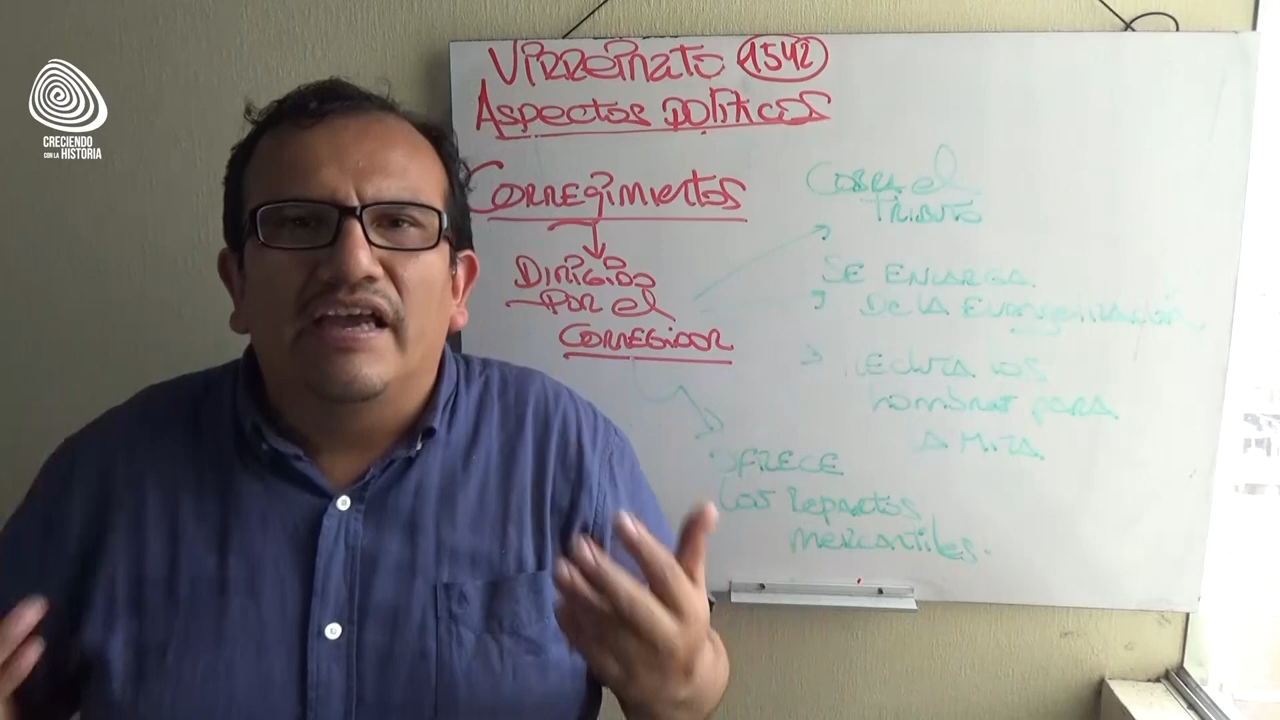 CRECIENDO
CON LA HISTORIA
VIRREINATO 1542
ASPECTOS POLÍTICOS
CORREGIMIENTOS
DIRIGIDO
POR el
CORREGIDOR
COBRA el
TRIBUTO
SE ENCARGA
DE LA EVANGELIZACIÓN
RECLUTA LOS
hombres para
LA MITA
OFRECE
Los Repartos
mercantiles.